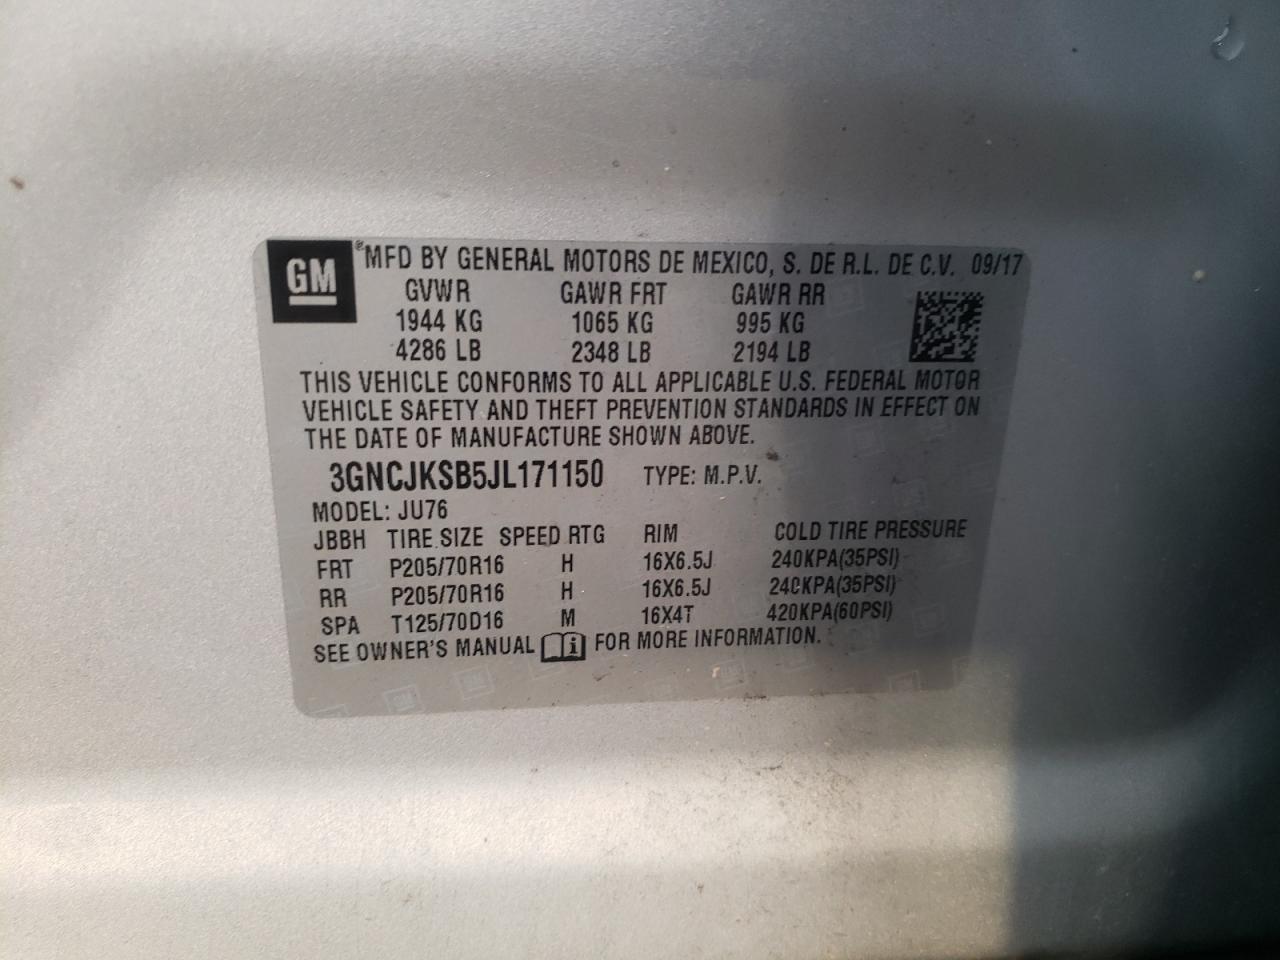 GM
®MFD BY GENERAL MOTORS DE MEXICO, S. DE R.L. DE C.V. 09/17
GVWR GAWR FRT GAWR RR
1944 KG 1065 KG 995 KG
4286 LB 2348 LB 2194 LB
THIS VEHICLE CONFORMS TO ALL APPLICABLE U.S. FEDERAL MOTOR
VEHICLE SAFETY AND THEFT PREVENTION STANDARDS IN EFFECT ON
THE DATE OF MANUFACTURE SHOWN ABOVE.
3GNCJKSB5JL171150 TYPE: M.P.V.
MODEL: JU76
JBBH TIRE SIZE SPEED RTG RIM COLD TIRE PRESSURE
FRT P205/70R16 H 16X6.5J 240KPA(35PSI)
RR P205/70R16 H 16X6.5J 240KPA(35PSI)
SPA T125/70D16 M 16X4T 420KPA(60PSI)
SEE OWNER'S MANUAL FOR MORE INFORMATION.